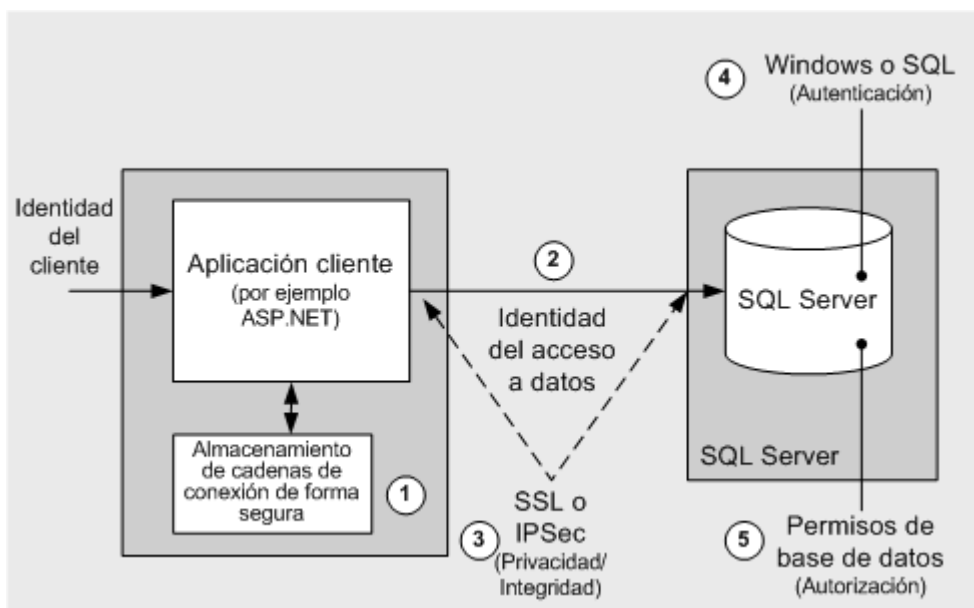 Identidad
del
cliente
Aplicación cliente
(por ejemplo
ASP.NET)
Almacenamiento
de cadenas de
conexión de forma
segura
1
2
Identidad
del acceso
a datos
3
SSL o
IPSec
(Privacidad/
Integridad)
4
Windows o SQL
(Autenticación)
SQL Server
SQL Server
5
Permisos de
base de datos
(Autorización)